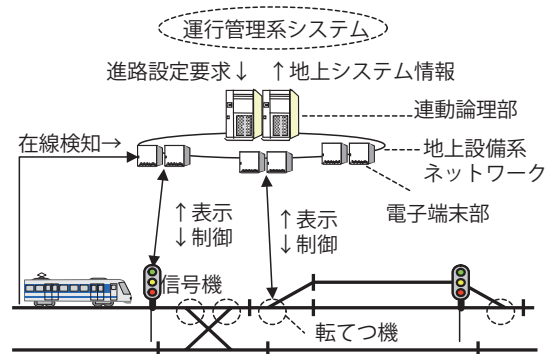 運行管理系システム
進路設定要求↓ ↑地上システム情報
連動論理部
在線検知→
地上設備系
ネットワーク
電子端末部
↑表示
↓制御
↑表示
↓制御
信号機
転てつ機